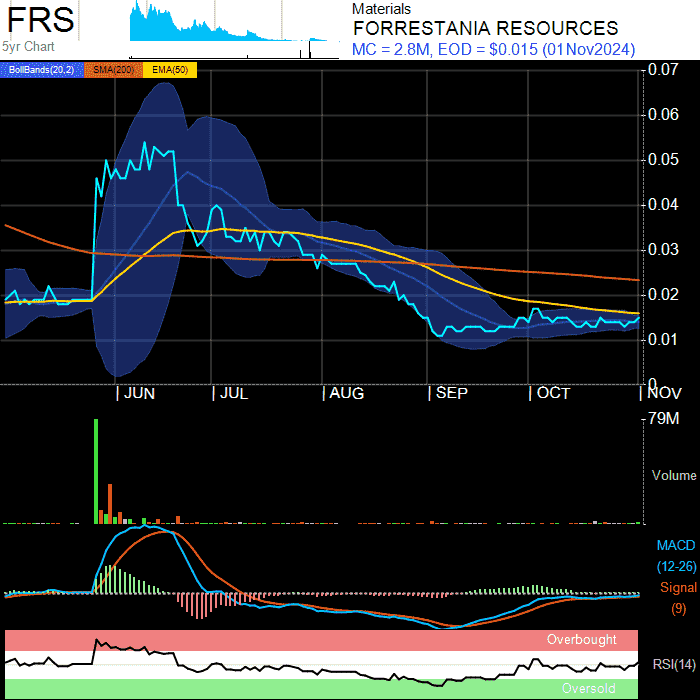 FRS
5yr Chart
Materials
FORRESTANIA RESOURCES
MC = 2.8M, EOD = $0.015 (01Nov2024)
BollBands(20,2) SMA(200) EMA(50)
0.07
0.06
0.05
0.04
0.03
0.02
0.01
0
JUN JUL AUG SEP OCT NOV
79M
Volume
MACD
(12-26)
Signal
(9)
Overbought
RSI(14)
Oversold